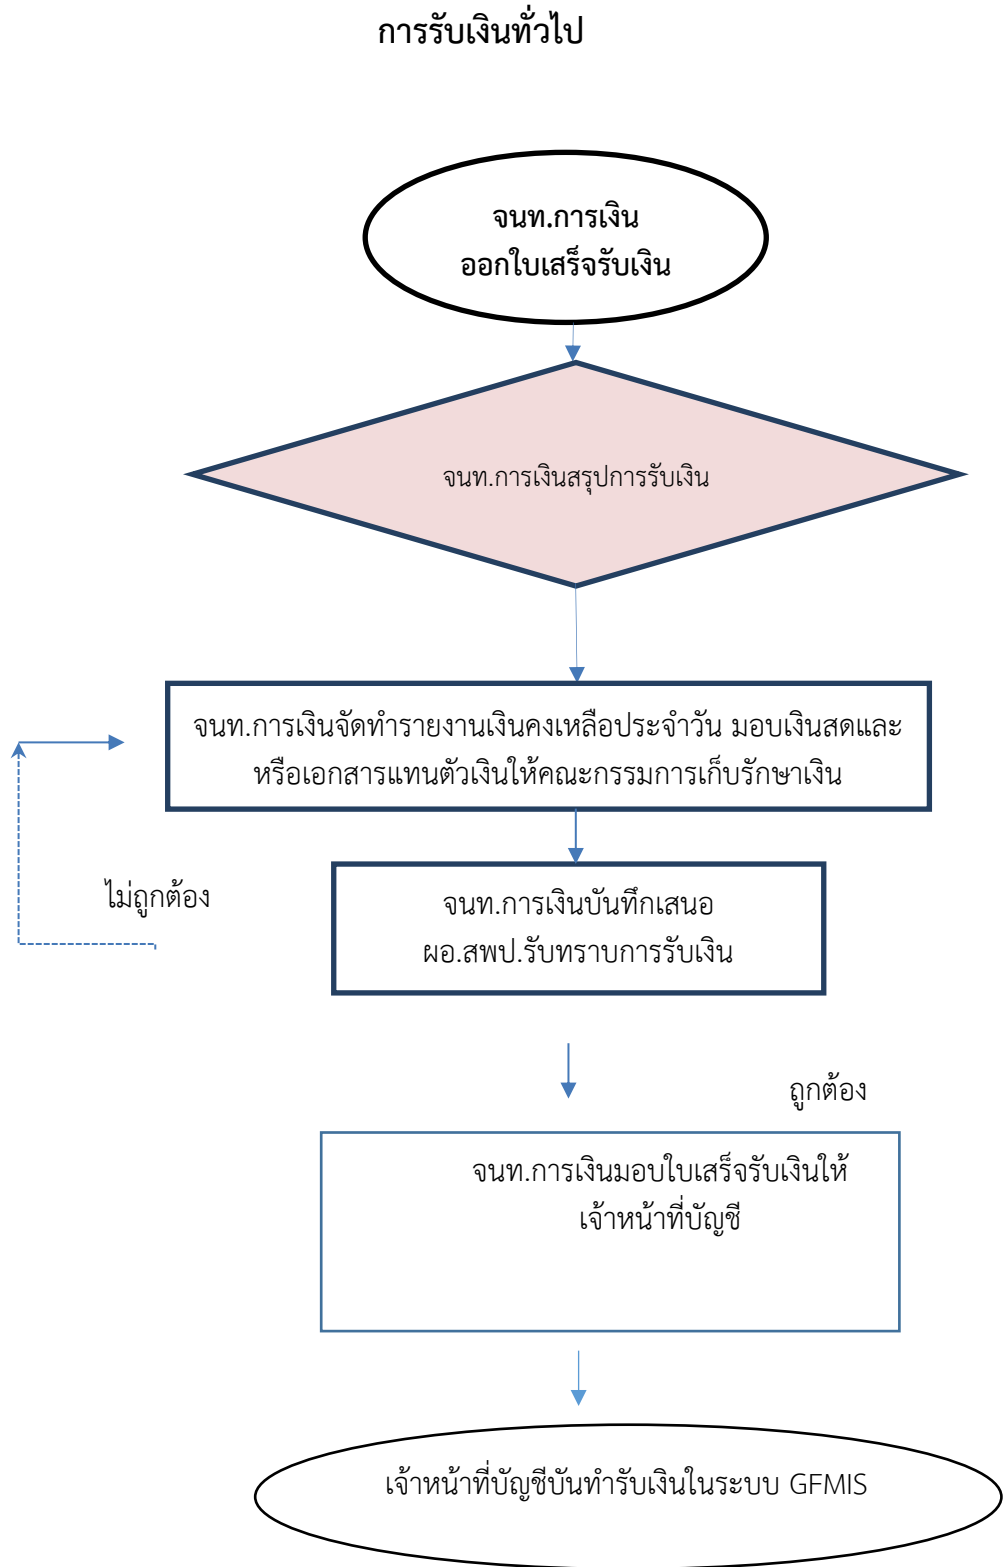 การรับเงินทั่วไป
จนท.การเงิน
ออกใบเสร็จรับเงิน
จนท.การเงินสรุปการรับเงิน
จนท.การเงินจัดทำรายงานเงินคงเหลือประจำวัน มอบเงินสดและ
หรือเอกสารแทนตัวเงินให้คณะกรรมการเก็บรักษาเงิน
ไม่ถูกต้อง
จนท.การเงินบันทึกเสนอ
ผอ.สพป.รับทราบการรับเงิน
ถูกต้อง
จนท.การเงินมอบใบเสร็จรับเงินให้
เจ้าหน้าที่บัญชี
เจ้าหน้าที่บัญชีบันทำรับเงินในระบบ GFMIS